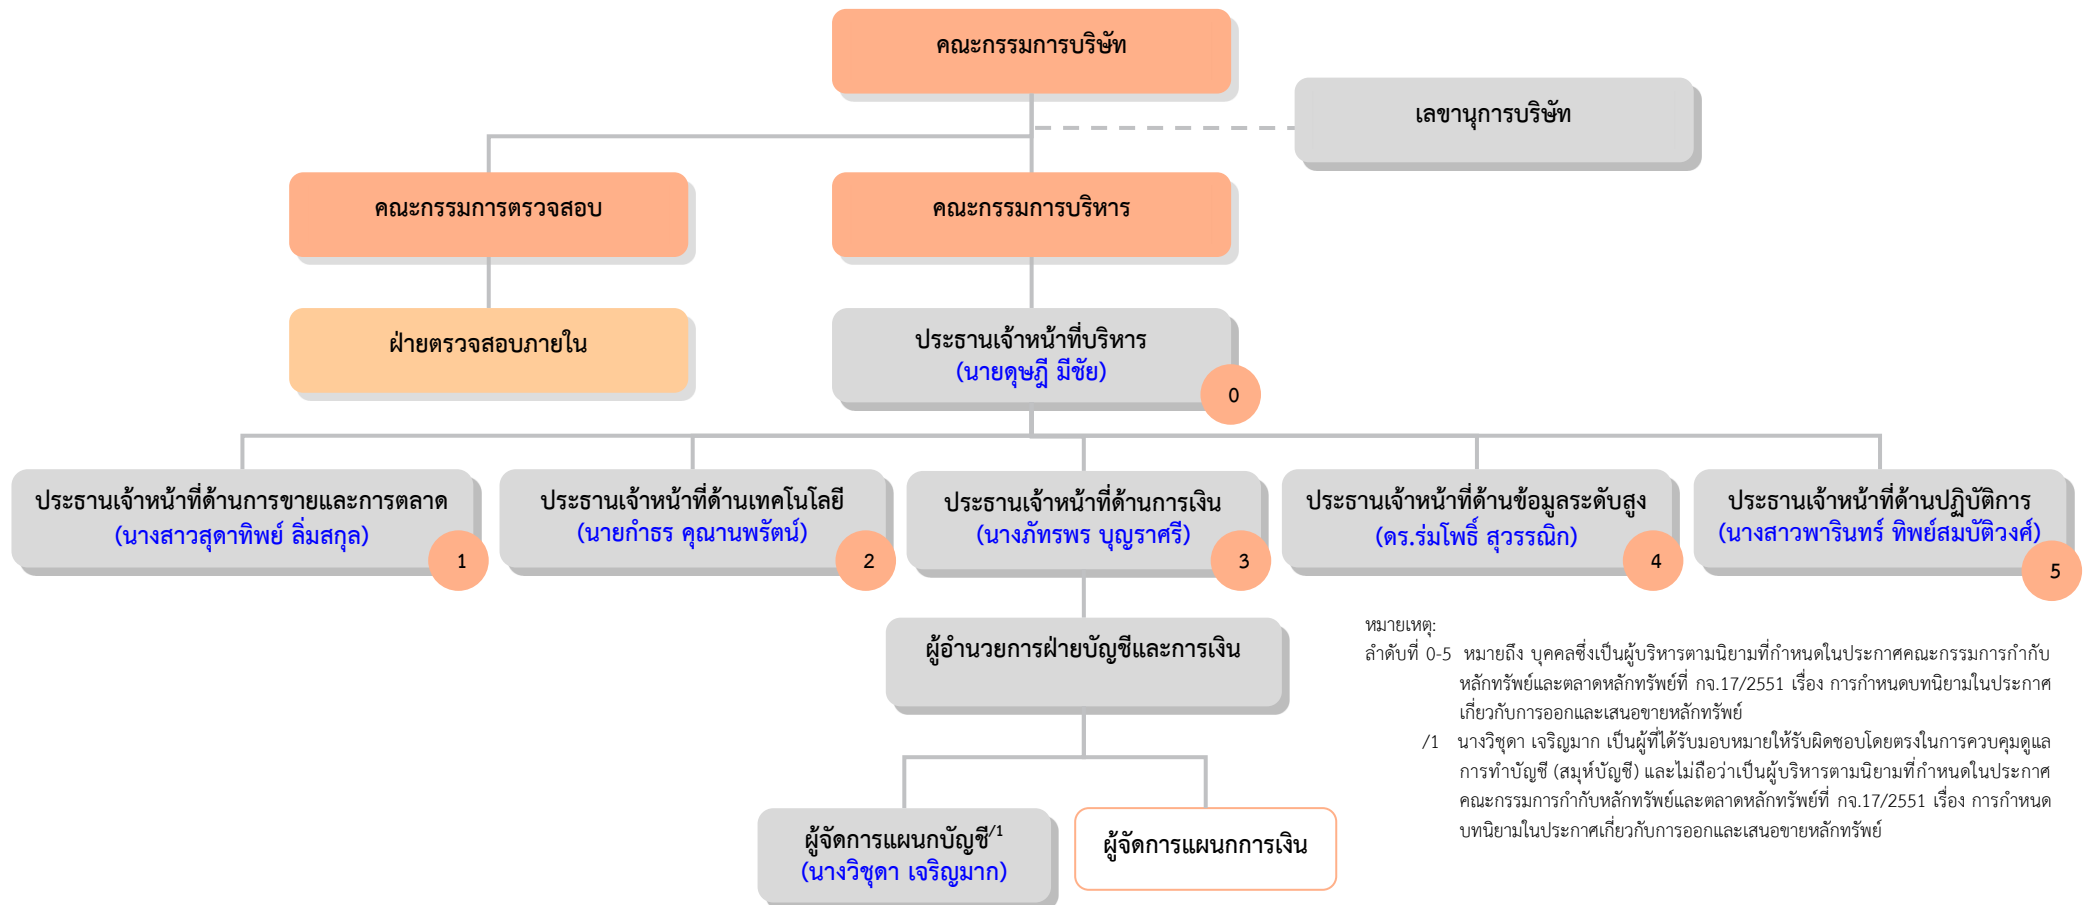 คณะกรรมการบริษัท
เลขานุการบริษัท
คณะกรรมการตรวจสอบ
คณะกรรมการบริหาร
ฝ่ายตรวจสอบภายใน
ประธานเจ้าหน้าที่บริหาร
(นายดุษฎี มีชัย)
0
ประธานเจ้าหน้าที่ด้านการขายและการตลาด
(นางสาวสุดาทิพย์ ลิ่มสกุล)
1
ประธานเจ้าหน้าที่ด้านเทคโนโลยี
(นายกำธร คุณานพรัตน์)
2
ประธานเจ้าหน้าที่ด้านการเงิน
(นางภัทรพร บุญราศรี)
3
ประธานเจ้าหน้าที่ด้านข้อมูลระดับสูง
(ดร.ร่มโพธิ์ สุวรรณิก)
4
ประธานเจ้าหน้าที่ด้านปฏิบัติการ
(นางสาวพารินทร์ ทิพย์สมบัติวงศ์)
5
ผู้อำนวยการฝ่ายบัญชีและการเงิน
ผู้จัดการแผนกบัญชี/1
(นางวิชุดา เจริญมาก)
ผู้จัดการแผนกการเงิน
หมายเหตุ:
ลำดับที่ 0-5 หมายถึง บุคคลซึ่งเป็นผู้บริหารตามนิยามที่กำหนดในประกาศคณะกรรมการกำกับ
หลักทรัพย์และตลาดหลักทรัพย์ที่ กจ.17/2551 เรื่อง การกำหนดบทนิยามในประกาศ
เกี่ยวกับการออกและเสนอขายหลักทรัพย์
/1 นางวิชุดา เจริญมาก เป็นผู้ที่ได้รับมอบหมายให้รับผิดชอบโดยตรงในการควบคุมดูแล
การทำบัญชี (สมุห์บัญชี) และไม่ถือว่าเป็นผู้บริหารตามนิยามที่กำหนดในประกาศ
คณะกรรมการกำกับหลักทรัพย์และตลาดหลักทรัพย์ที่ กจ.17/2551 เรื่อง การกำหนด
บทนิยามในประกาศเกี่ยวกับการออกและเสนอขายหลักทรัพย์